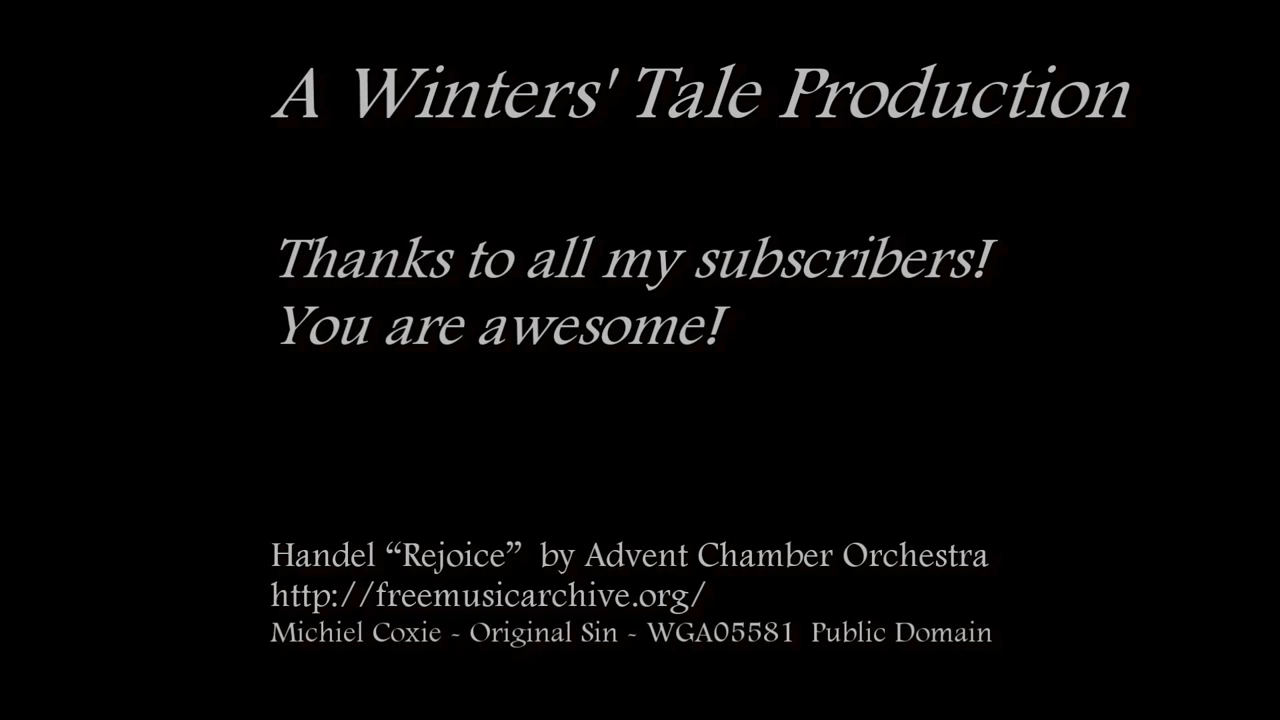 A Winters' Tale Production
Thanks to all my subscribers!
You are awesome!
Handel “Rejoice” by Advent Chamber Orchestra
http://freemusicarchive.org/
Michiel Coxie - Original Sin - WGA05581 Public Domain